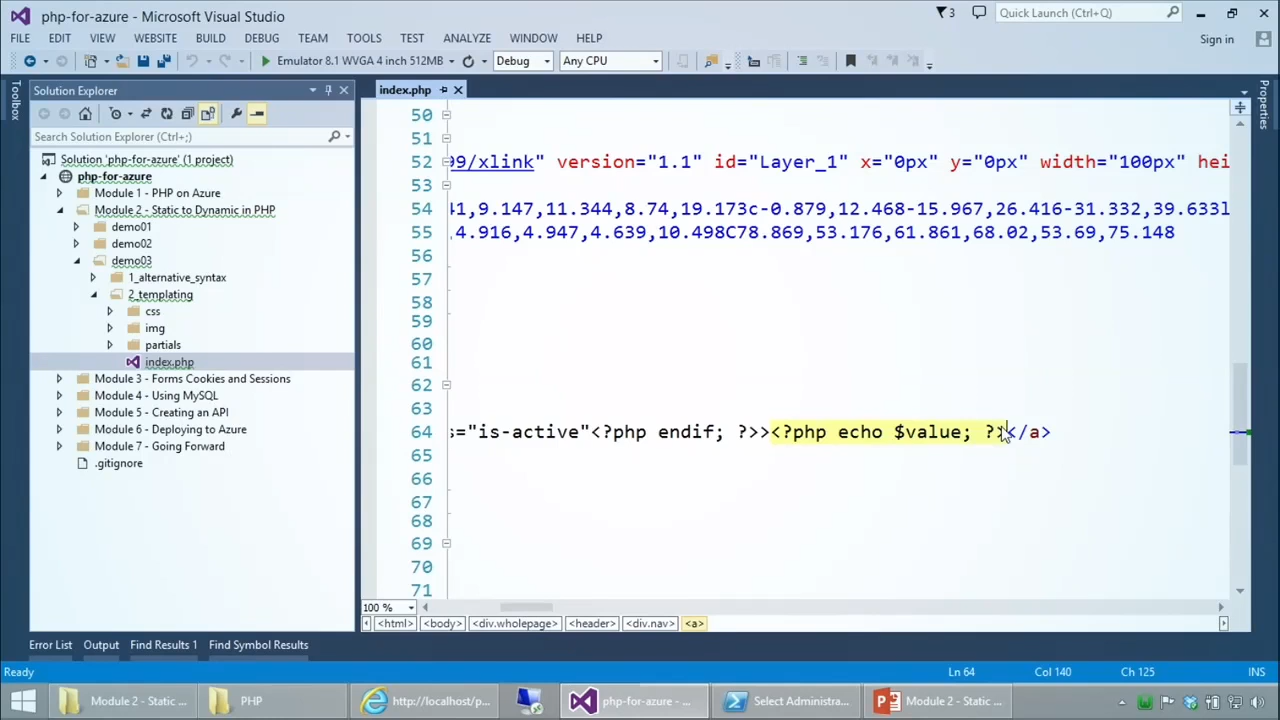 php-for-azure - Microsoft Visual Studio
3
Quick Launch (Ctrl+Q)
FILE EDIT VIEW WEBSITE BUILD DEBUG TEAM TOOLS TEST ANALYZE WINDOW HELP
Sign in
Emulator 8.1 WVGA 4 inch 512MB
Debug
Any CPU
Toolbox
Solution Explorer
Search Solution Explorer (Ctrl+;)
Solution 'php-for-azure' (1 project)
php-for-azure
Module 1 - PHP on Azure
Module 2 - Static to Dynamic in PHP
demo01
demo02
demo03
1_alternative_syntax
2_templating
css
img
partials
index.php
Module 3 - Forms Cookies and Sessions
Module 4 - Using MySQL
Module 5 - Creating an API
Module 6 - Deploying to Azure
Module 7 - Going Forward
.gitignore
index.php
Properties
50
51
52 99/xlink" version="1.1" id="Layer_1" x="0px" y="0px" width="100px" hei
53
54 41,9.147,11.344,8.74,19.173c-0.879,12.468-15.967,26.416-31.332,39.633l
55 ,4.916,4.947,4.639,10.498C78.869,53.176,61.861,68.02,53.69,75.148
56
57
58
59
60
61
62
63
64 s="is-active"<?php endif; ?>><?php echo $value; ?></a>
65
66
67
68
69
70
71
100 %
<html> <body> <div.wholepage> <header> <div.nav> <a>
Error List Output Find Results 1 Find Symbol Results
Ready
Ln 64 Col 140 Ch 125 INS
Module 2 - Static ...
PHP
http://localhost/p...
php-for-azure - ...
Select Administra...
Module 2 - Static ...